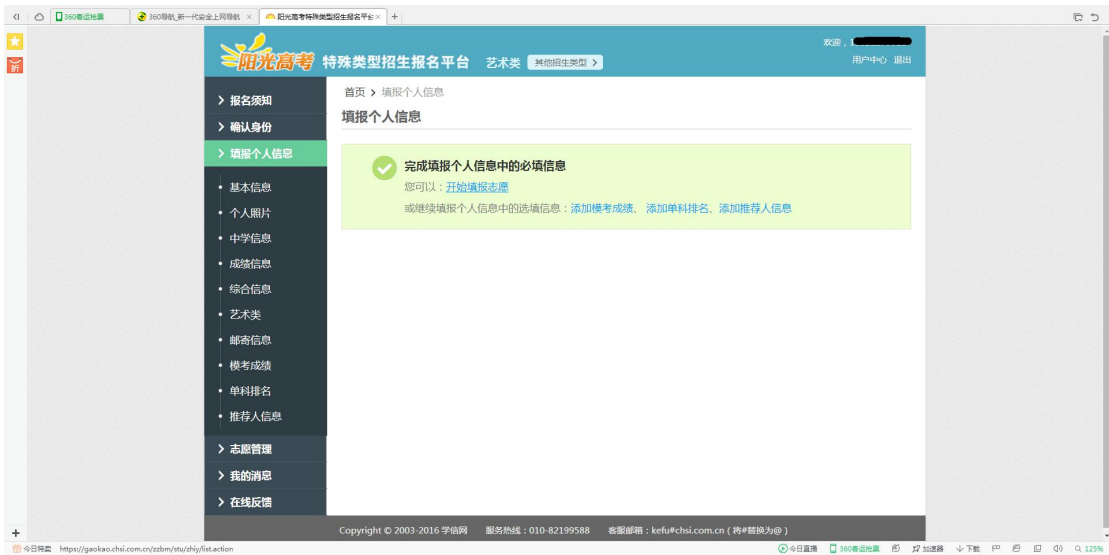 360春运抢票
360导航_新一代安全上网导航 ×
阳光高考特殊类型招生报名平台 × +
阳光高考 特殊类型招生报名平台 艺术类 其他招生类型 >
欢迎，1
用户中心 退出
折
首页 > 填报个人信息
填报个人信息
> 报名须知
> 确认身份
> 填报个人信息
• 基本信息
• 个人照片
• 中学信息
• 成绩信息
• 综合信息
• 艺术类
• 邮寄信息
• 模考成绩
• 单科排名
• 推荐人信息
> 志愿管理
> 我的消息
> 在线反馈
完成填报个人信息中的必填信息
您可以：开始填报志愿
或继续填报个人信息中的选填信息：添加模考成绩、 添加单科排名、添加推荐人信息
Copyright © 2003-2016 学信网 服务热线：010-82199588 客服邮箱：kefu#chsi.com.cn ( 将#替换为@ )
今日特卖 https://gaokao.chsi.com.cn/zzbm/stu/zhiy/list.action
今日直播 360春运抢票 加速器 下载 125%